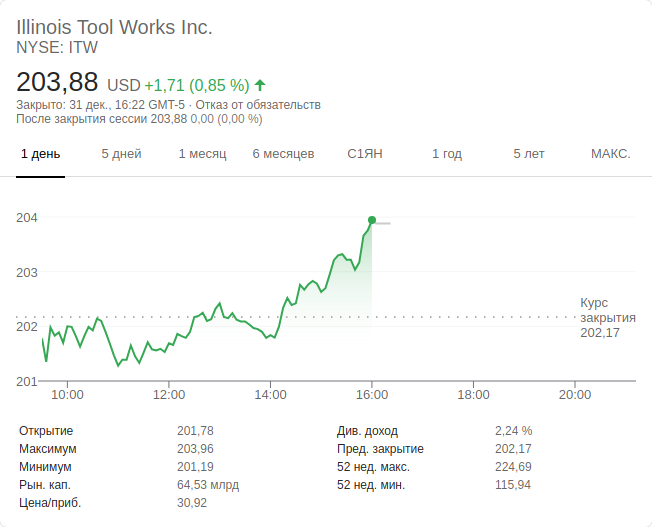 Illinois Tool Works Inc.
NYSE: ITW
203,88 USD +1,71 (0,85 %)
Закрыто: 31 дек., 16:22 GMT-5 · Отказ от обязательств
После закрытия сессии 203,88 0,00 (0,00 %)
1 день 5 дней 1 месяц 6 месяцев С1ЯН 1 год 5 лет МАКС.
204
203
Курс
закрытия
202,17
202
201
10:00 12:00 14:00 16:00 18:00 20:00
Открытие 201,78 Див. доход 2,24 %
Максимум 203,96 Пред. закрытие 202,17
Минимум 201,19 52 нед. макс. 224,69
Рын. кап. 64,53 млрд 52 нед. мин. 115,94
Цена/приб. 30,92